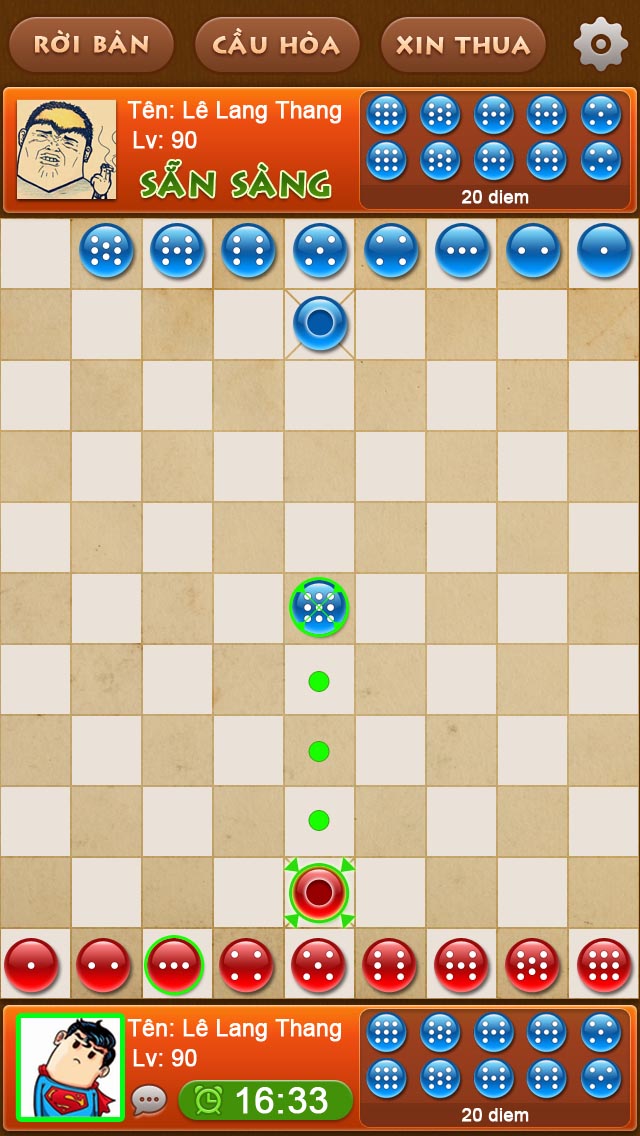 RỜI BÀN
CẦU HÒA
XIN THUA
Tên: Lê Lang Thang
Lv: 90
SẴN SÀNG
20 diem
Tên: Lê Lang Thang
Lv: 90
16:33
20 diem